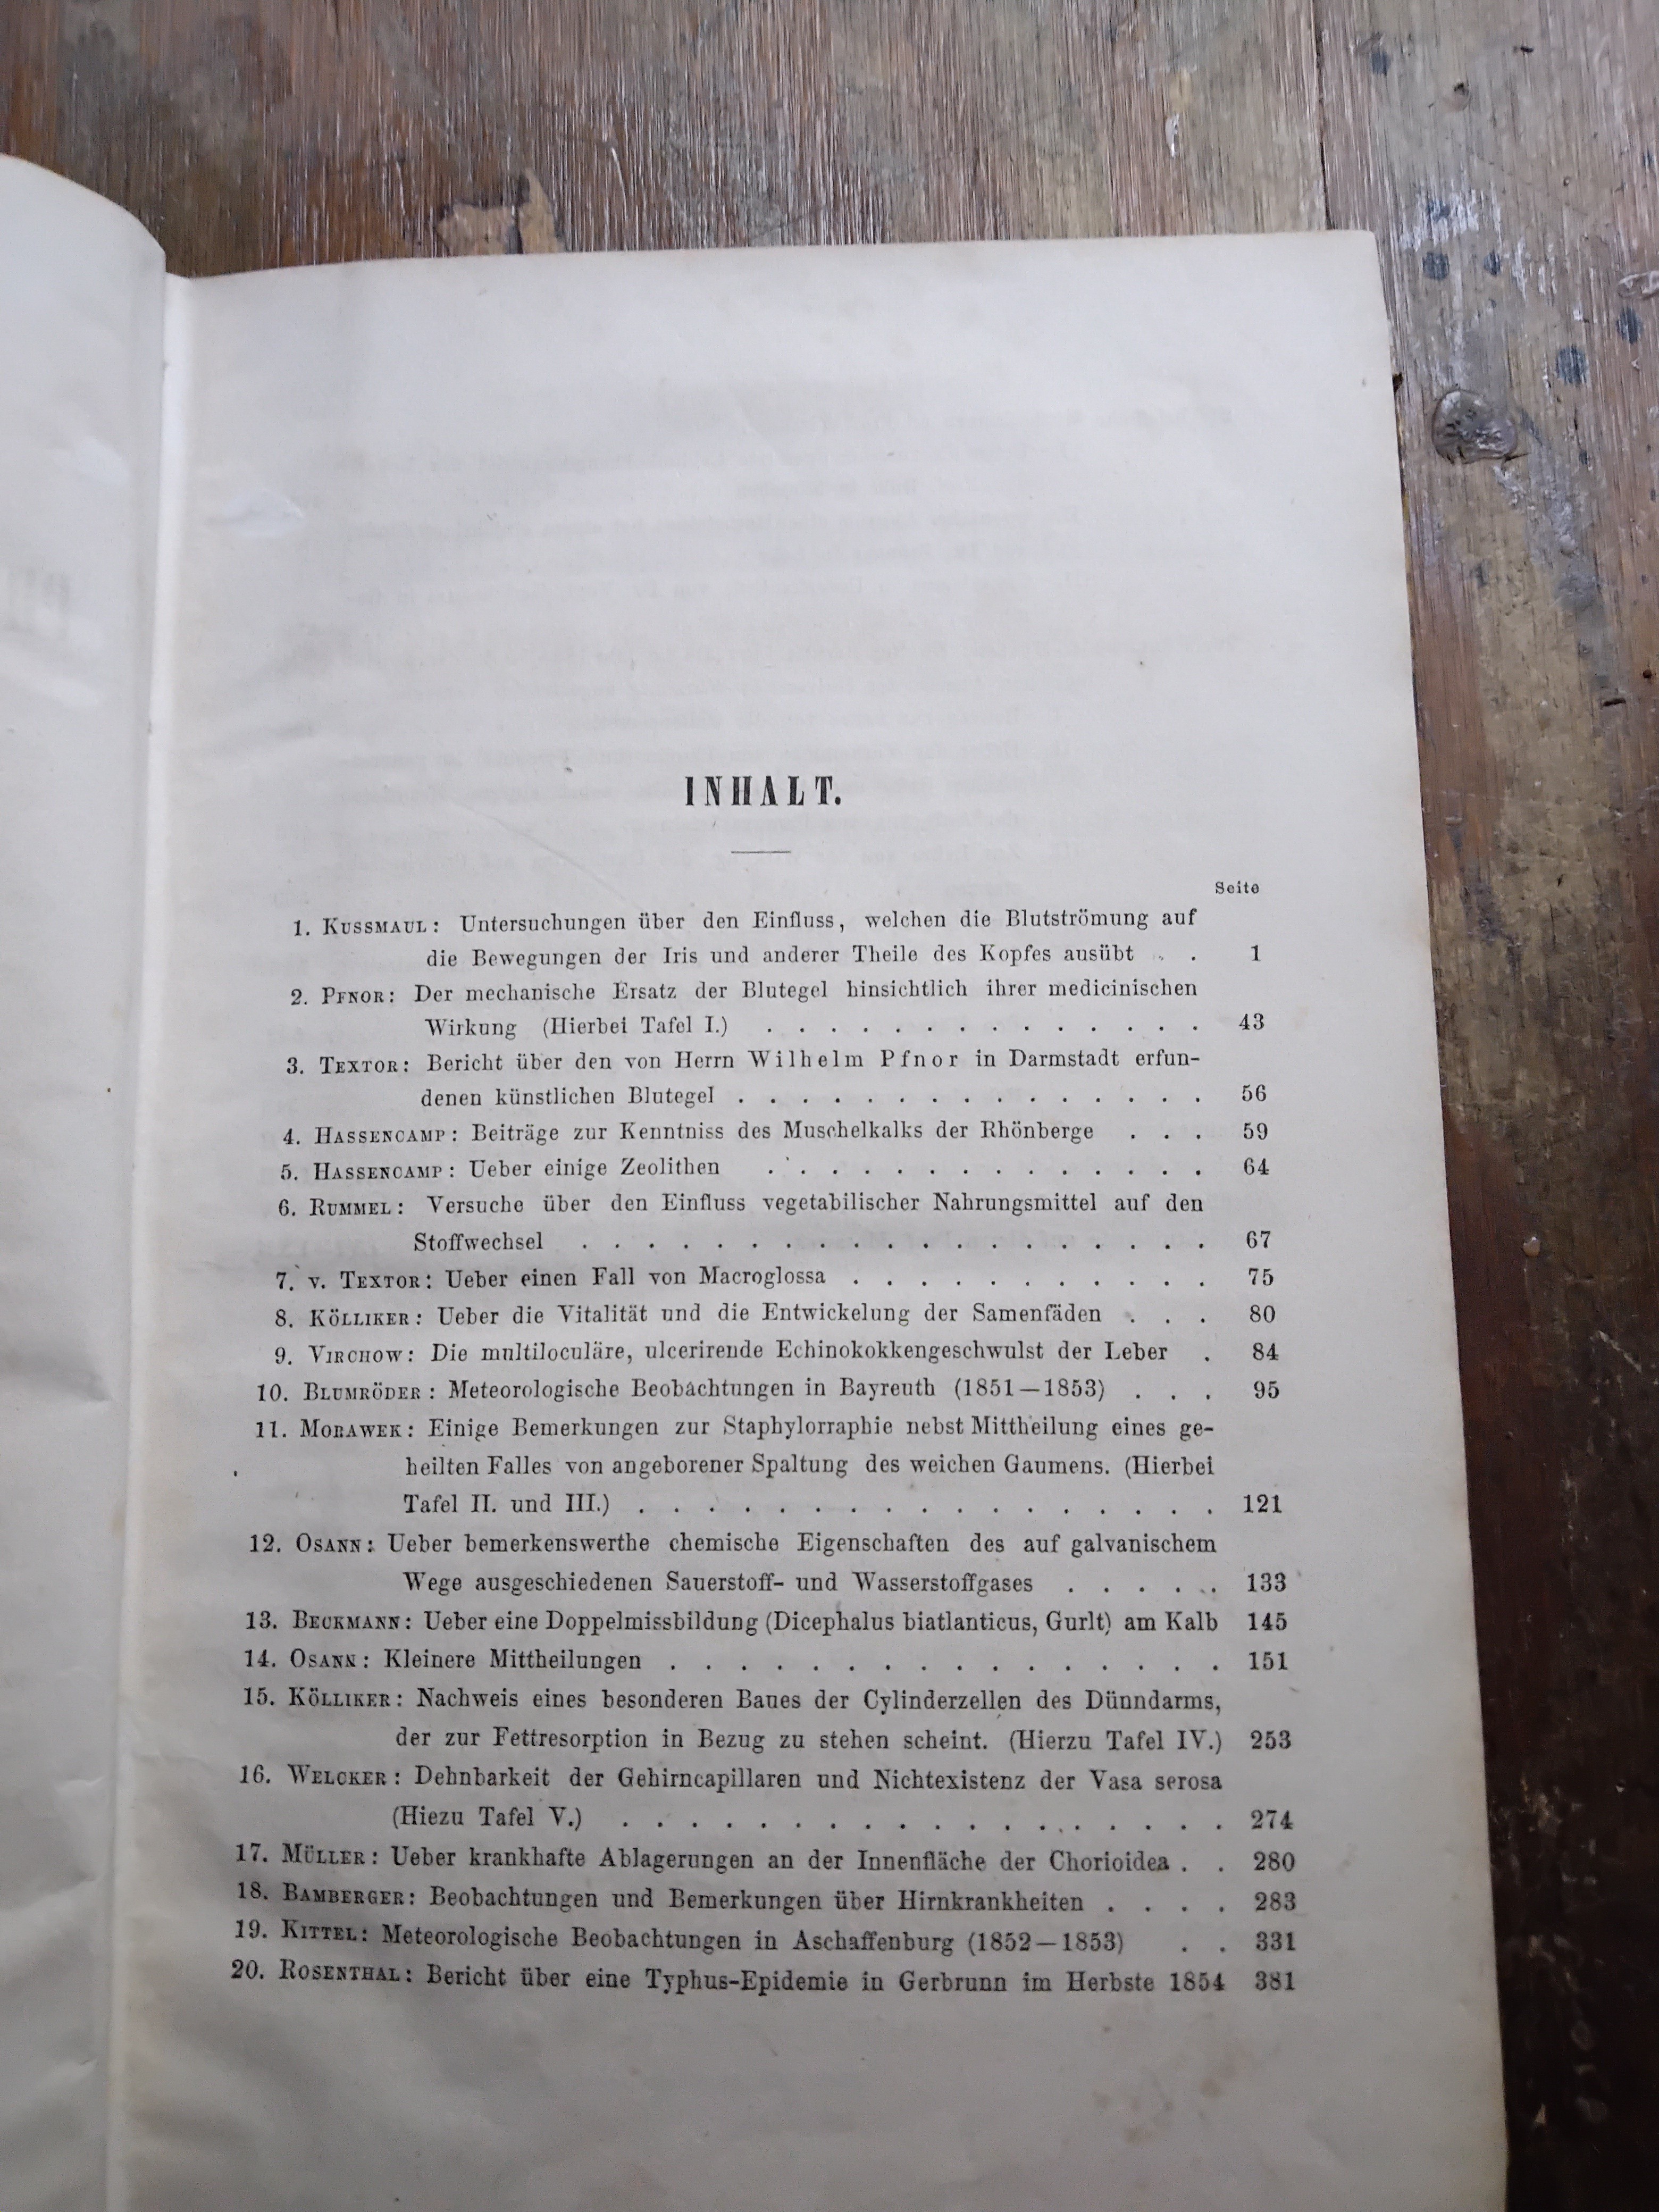 INHALT.
Seite
1. KUSSMAUL: Untersuchungen über den Einfluss, welchen die Blutströmung auf
die Bewegungen der Iris und anderer Theile des Kopfes ausübt . . 1
2. PFNOR: Der mechanische Ersatz der Blutegel hinsichtlich ihrer medicinischen
Wirkung (Hierbei Tafel I.) . . . . . . . . . . . . . . 43
3. TEXTOR: Bericht über den von Herrn Wilhelm Pfnor in Darmstadt erfun-
denen künstlichen Blutegel . . . . . . . . . . . . . . . 56
4. HASSENCAMP: Beiträge zur Kenntniss des Muschelkalks der Rhönberge . . . 59
5. HASSENCAMP: Ueber einige Zeolithen . . . . . . . . . . . . . . 64
6. RUMMEL: Versuche über den Einfluss vegetabilischer Nahrungsmittel auf den
Stoffwechsel . . . . . . . . . . . . . . . . . . . . 67
7. v. TEXTOR: Ueber einen Fall von Macroglossa . . . . . . . . . . . 75
8. KÖLLIKER: Ueber die Vitalität und die Entwickelung der Samenfäden . . . 80
9. VIRCHOW: Die multiloculäre, ulcerirende Echinokokkengeschwulst der Leber . 84
10. BLUMRÖDER: Meteorologische Beobachtungen in Bayreuth (1851—1853) . . . 95
11. MORAWEK: Einige Bemerkungen zur Staphylorraphie nebst Mittheilung eines ge-
heilten Falles von angeborener Spaltung des weichen Gaumens. (Hierbei
Tafel II. und III.) . . . . . . . . . . . . . . . . . . 121
12. OSANN: Ueber bemerkenswerthe chemische Eigenschaften des auf galvanischem
Wege ausgeschiedenen Sauerstoff- und Wasserstoffgases . . . . . 133
13. BECKMANN: Ueber eine Doppelmissbildung (Dicephalus biatlanticus, Gurlt) am Kalb 145
14. OSANN: Kleinere Mittheilungen . . . . . . . . . . . . . . . . 151
15. KÖLLIKER: Nachweis eines besonderen Baues der Cylinderzellen des Dünndarms,
der zur Fettresorption in Bezug zu stehen scheint. (Hierzu Tafel IV.) 253
16. WELCKER: Dehnbarkeit der Gehirncapillaren und Nichtexistenz der Vasa serosa
(Hiezu Tafel V.) . . . . . . . . . . . . . . . . . . 274
17. MÜLLER: Ueber krankhafte Ablagerungen an der Innenfläche der Chorioidea . . 280
18. BAMBERGER: Beobachtungen und Bemerkungen über Hirnkrankheiten . . . . 283
19. KITTEL: Meteorologische Beobachtungen in Aschaffenburg (1852—1853) . . 331
20. ROSENTHAL: Bericht über eine Typhus-Epidemie in Gerbrunn im Herbste 1854 381